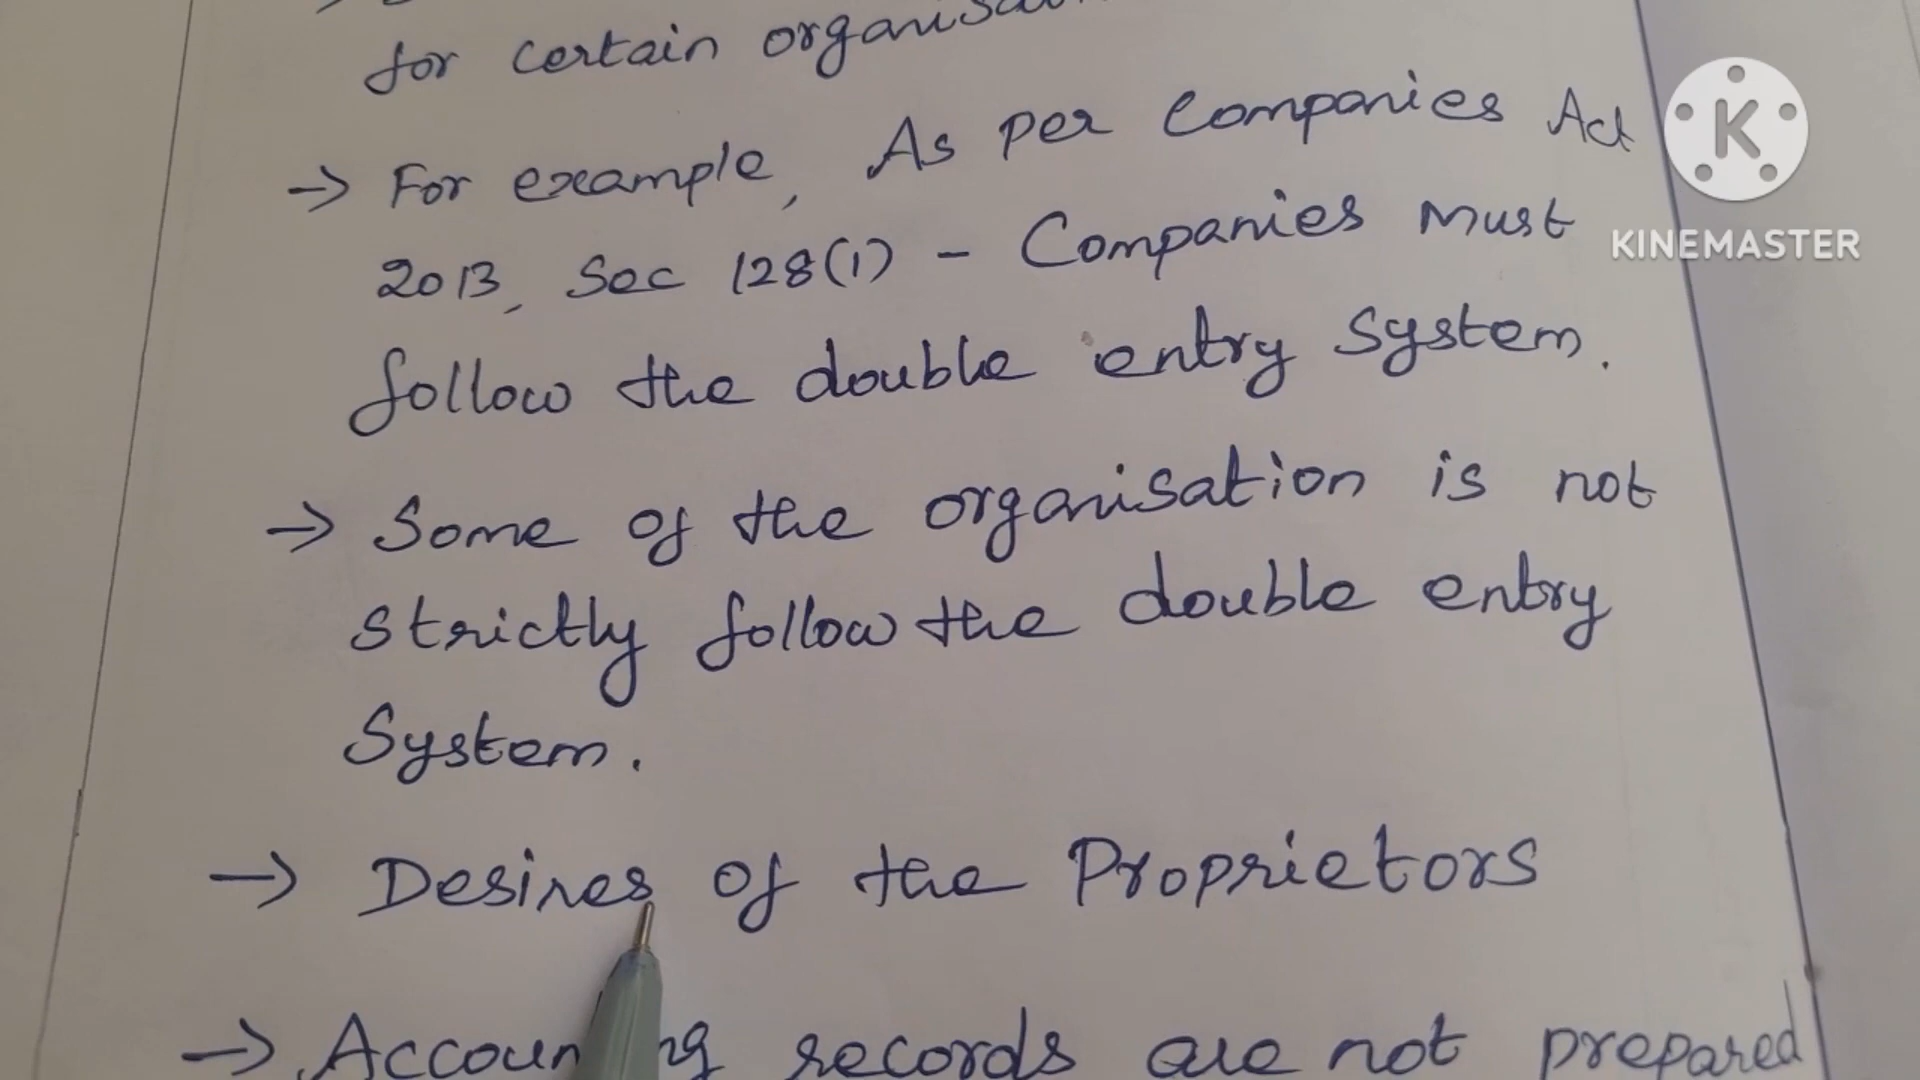 for certain
→ For example, As per Companies Act
2013, Sec 128(1) - Companies Must
follow the double entry System.
→ Some of the organisation is not
strictly follow the double entry
System.
→ Desires of the Proprietors
→ records are not prepared
K
KINEMASTER